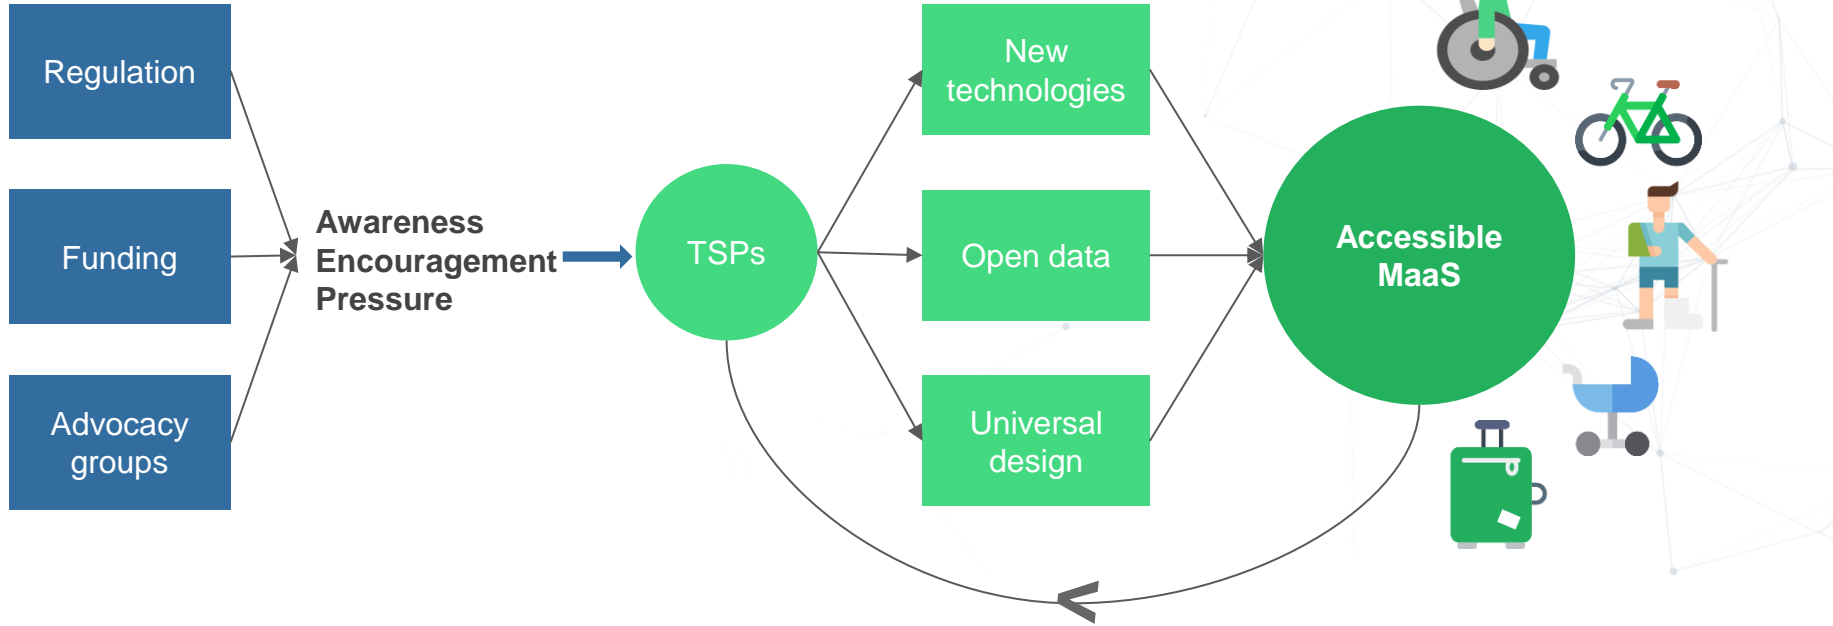 Regulation
Funding
Advocacy
groups
Awareness
Encouragement
Pressure
TSPs
New
technologies
Open data
Universal
design
Accessible
MaaS